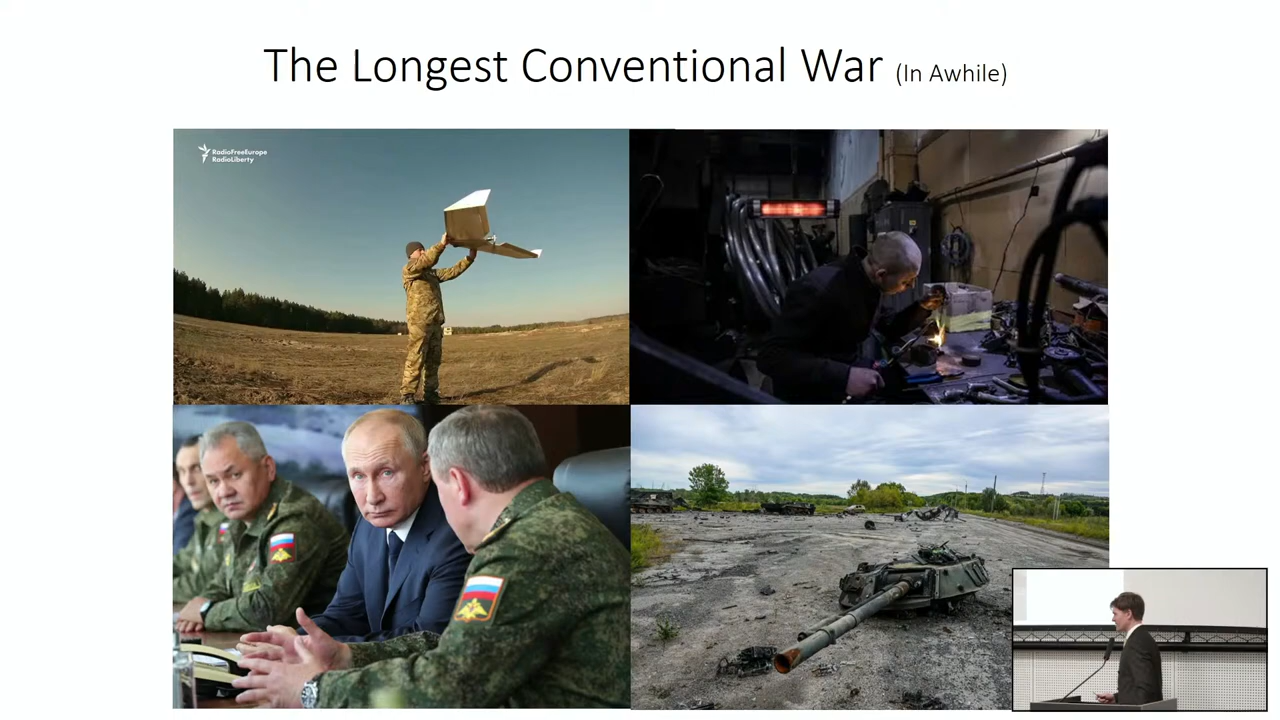 The Longest Conventional War (In Awhile)
RadioFreeEurope
RadioLiberty